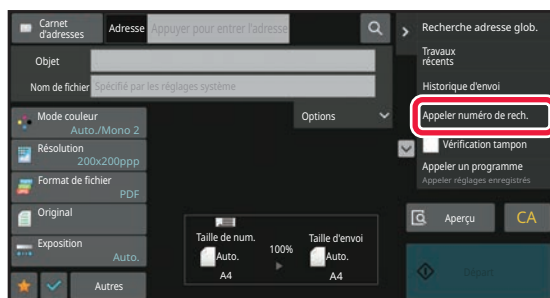 Carnet
d'adresses
Adresse
Appuyer pour entrer l'adresse
Objet
Nom de fichier
Spécifié par les réglages système
Options
Mode couleur
Auto./Mono 2
Résolution
200x200ppp
Format de fichier
PDF
Original
Exposition
Auto.
Autres
Taille de num.
Auto.
A4
100%
Taille d'envoi
Auto.
A4
Recherche adresse glob.
Travaux
récents
Historique d'envoi
Appeler numéro de rech.
Vérification tampon
Appeler un programme
Appeler réglages enregistrés
Aperçu
CA
Départ